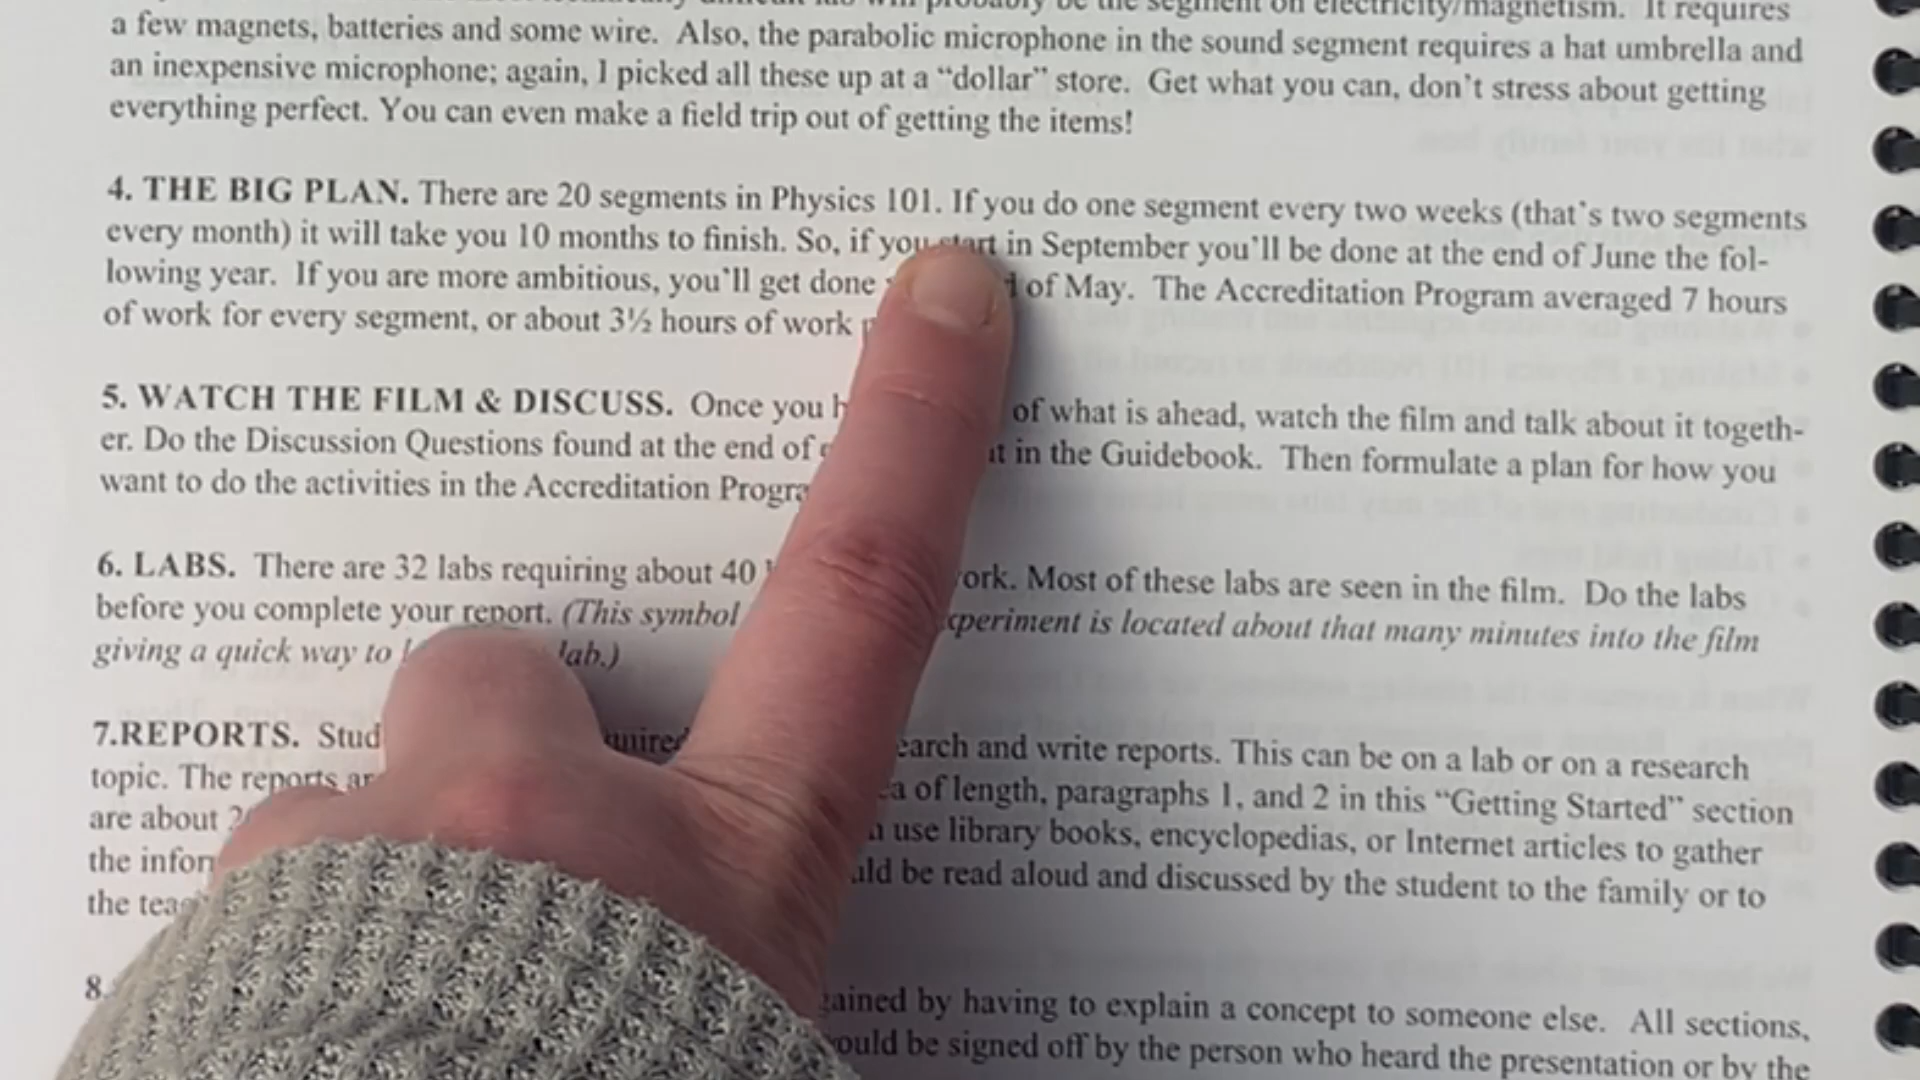 probably be the segment on electricity/magnetism. It requires
a few magnets, batteries and some wire. Also, the parabolic microphone in the sound segment requires a hat umbrella and
an inexpensive microphone; again, I picked all these up at a "dollar" store. Get what you can, don't stress about getting
everything perfect. You can even make a field trip out of getting the items!
4. THE BIG PLAN. There are 20 segments in Physics 101. If you do one segment every two weeks (that's two segments
every month) it will take you 10 months to finish. So, if you start in September you'll be done at the end of June the fol-
lowing year. If you are more ambitious, you'll get done of May. The Accreditation Program averaged 7 hours
of work for every segment, or about 3½ hours of work
5. WATCH THE FILM & DISCUSS. Once you of what is ahead, watch the film and talk about it togeth-
er. Do the Discussion Questions found at the end of in the Guidebook. Then formulate a plan for how you
want to do the activities in the Accreditation
6. LABS. There are 32 labs requiring about 40 Most of these labs are seen in the film. Do the labs
before you complete your report. (This symbol is located about that many minutes into the film
giving a quick way to lab.)
7.REPORTS. and write reports. This can be on a lab or on a research
topic. The reports of length, paragraphs 1, and 2 in this "Getting Started" section
are about use library books, encyclopedias, or Internet articles to gather
the be read aloud and discussed by the student to the family or to
the
8. by having to explain a concept to someone else. All sections,
be signed off by the person who heard the presentation or by the